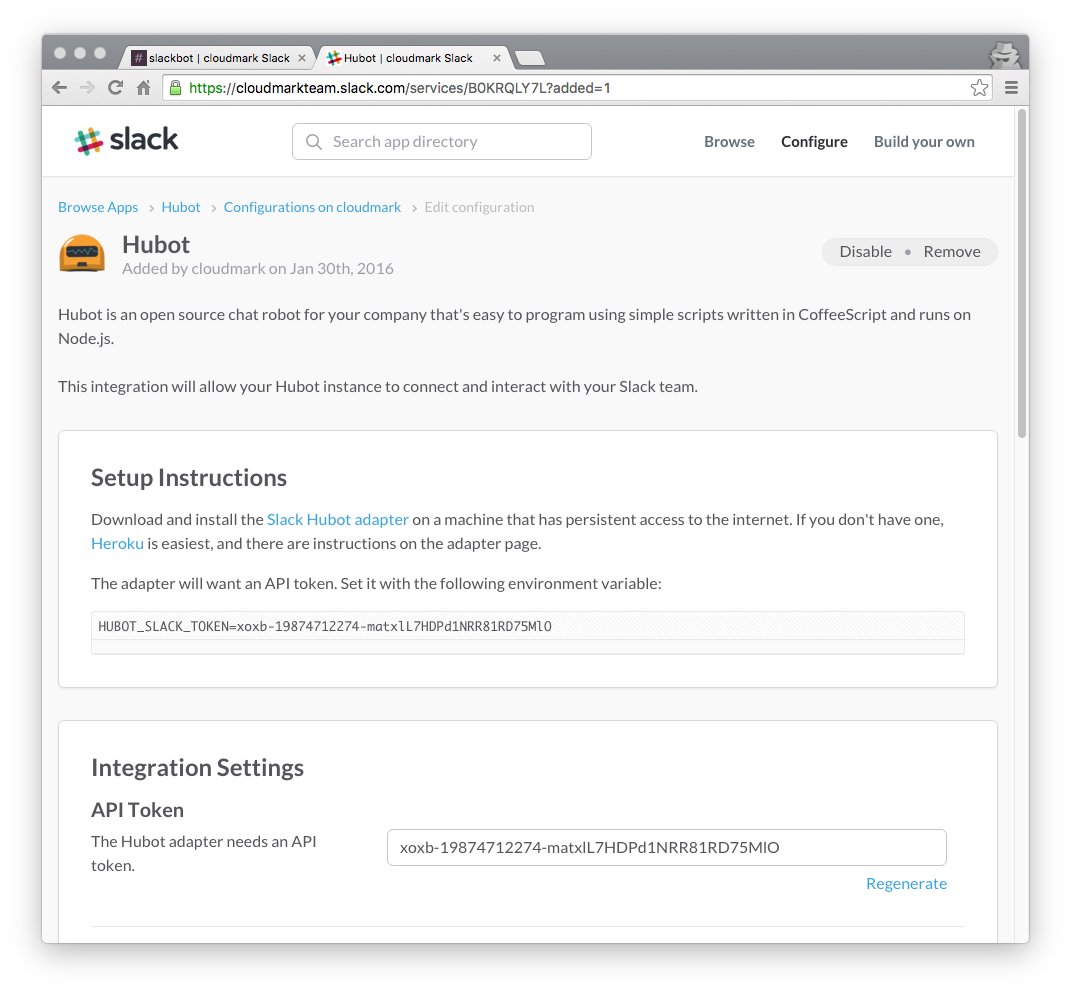 slackbot | cloudmark Slack
Hubot | cloudmark Slack
https://cloudmarkteam.slack.com/services/B0KRQLY7L?added=1
slack
Search app directory
Browse
Configure
Build your own
Browse Apps > Hubot > Configurations on cloudmark > Edit configuration
Hubot
Added by cloudmark on Jan 30th, 2016
Disable • Remove
Hubot is an open source chat robot for your company that's easy to program using simple scripts written in CoffeeScript and runs on
Node.js.
This integration will allow your Hubot instance to connect and interact with your Slack team.
Setup Instructions
Download and install the Slack Hubot adapter on a machine that has persistent access to the internet. If you don't have one,
Heroku is easiest, and there are instructions on the adapter page.
The adapter will want an API token. Set it with the following environment variable:
HUBOT_SLACK_TOKEN=xoxb-19874712274-matxlL7HDPd1NRR81RD75MlO
Integration Settings
API Token
The Hubot adapter needs an API
token.
xoxb-19874712274-matxlL7HDPd1NRR81RD75MlO
Regenerate